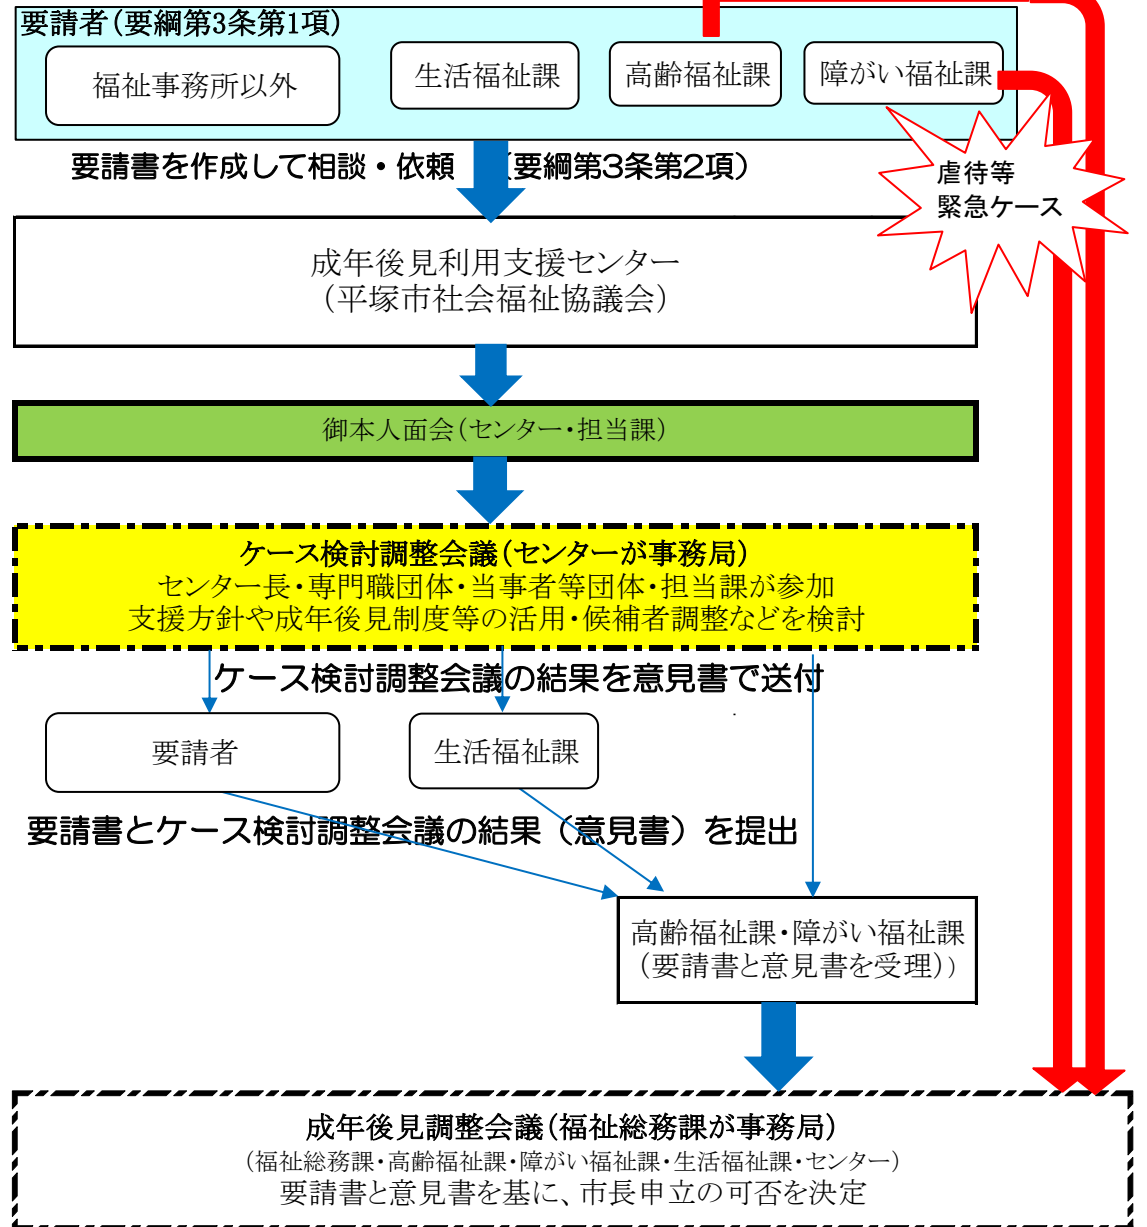 要請者（要綱第3条第1項）
福祉事務所以外
生活福祉課
高齢福祉課
障がい福祉課
要請書を作成して相談・依頼　（要綱第3条第2項）
虐待等
緊急ケース
成年後見利用支援センター
（平塚市社会福祉協議会）
御本人面会（センター・担当課）
ケース検討調整会議（センターが事務局）
センター長・専門職団体・当事者等団体・担当課が参加
支援方針や成年後見制度等の活用・候補者調整などを検討
ケース検討調整会議の結果を意見書で送付
要請者
生活福祉課
要請書とケース検討調整会議の結果（意見書）を提出
高齢福祉課・障がい福祉課
（要請書と意見書を受理））
成年後見調整会議（福祉総務課が事務局）
（福祉総務課・高齢福祉課・障がい福祉課・生活福祉課・センター）
要請書と意見書を基に、市長申立の可否を決定